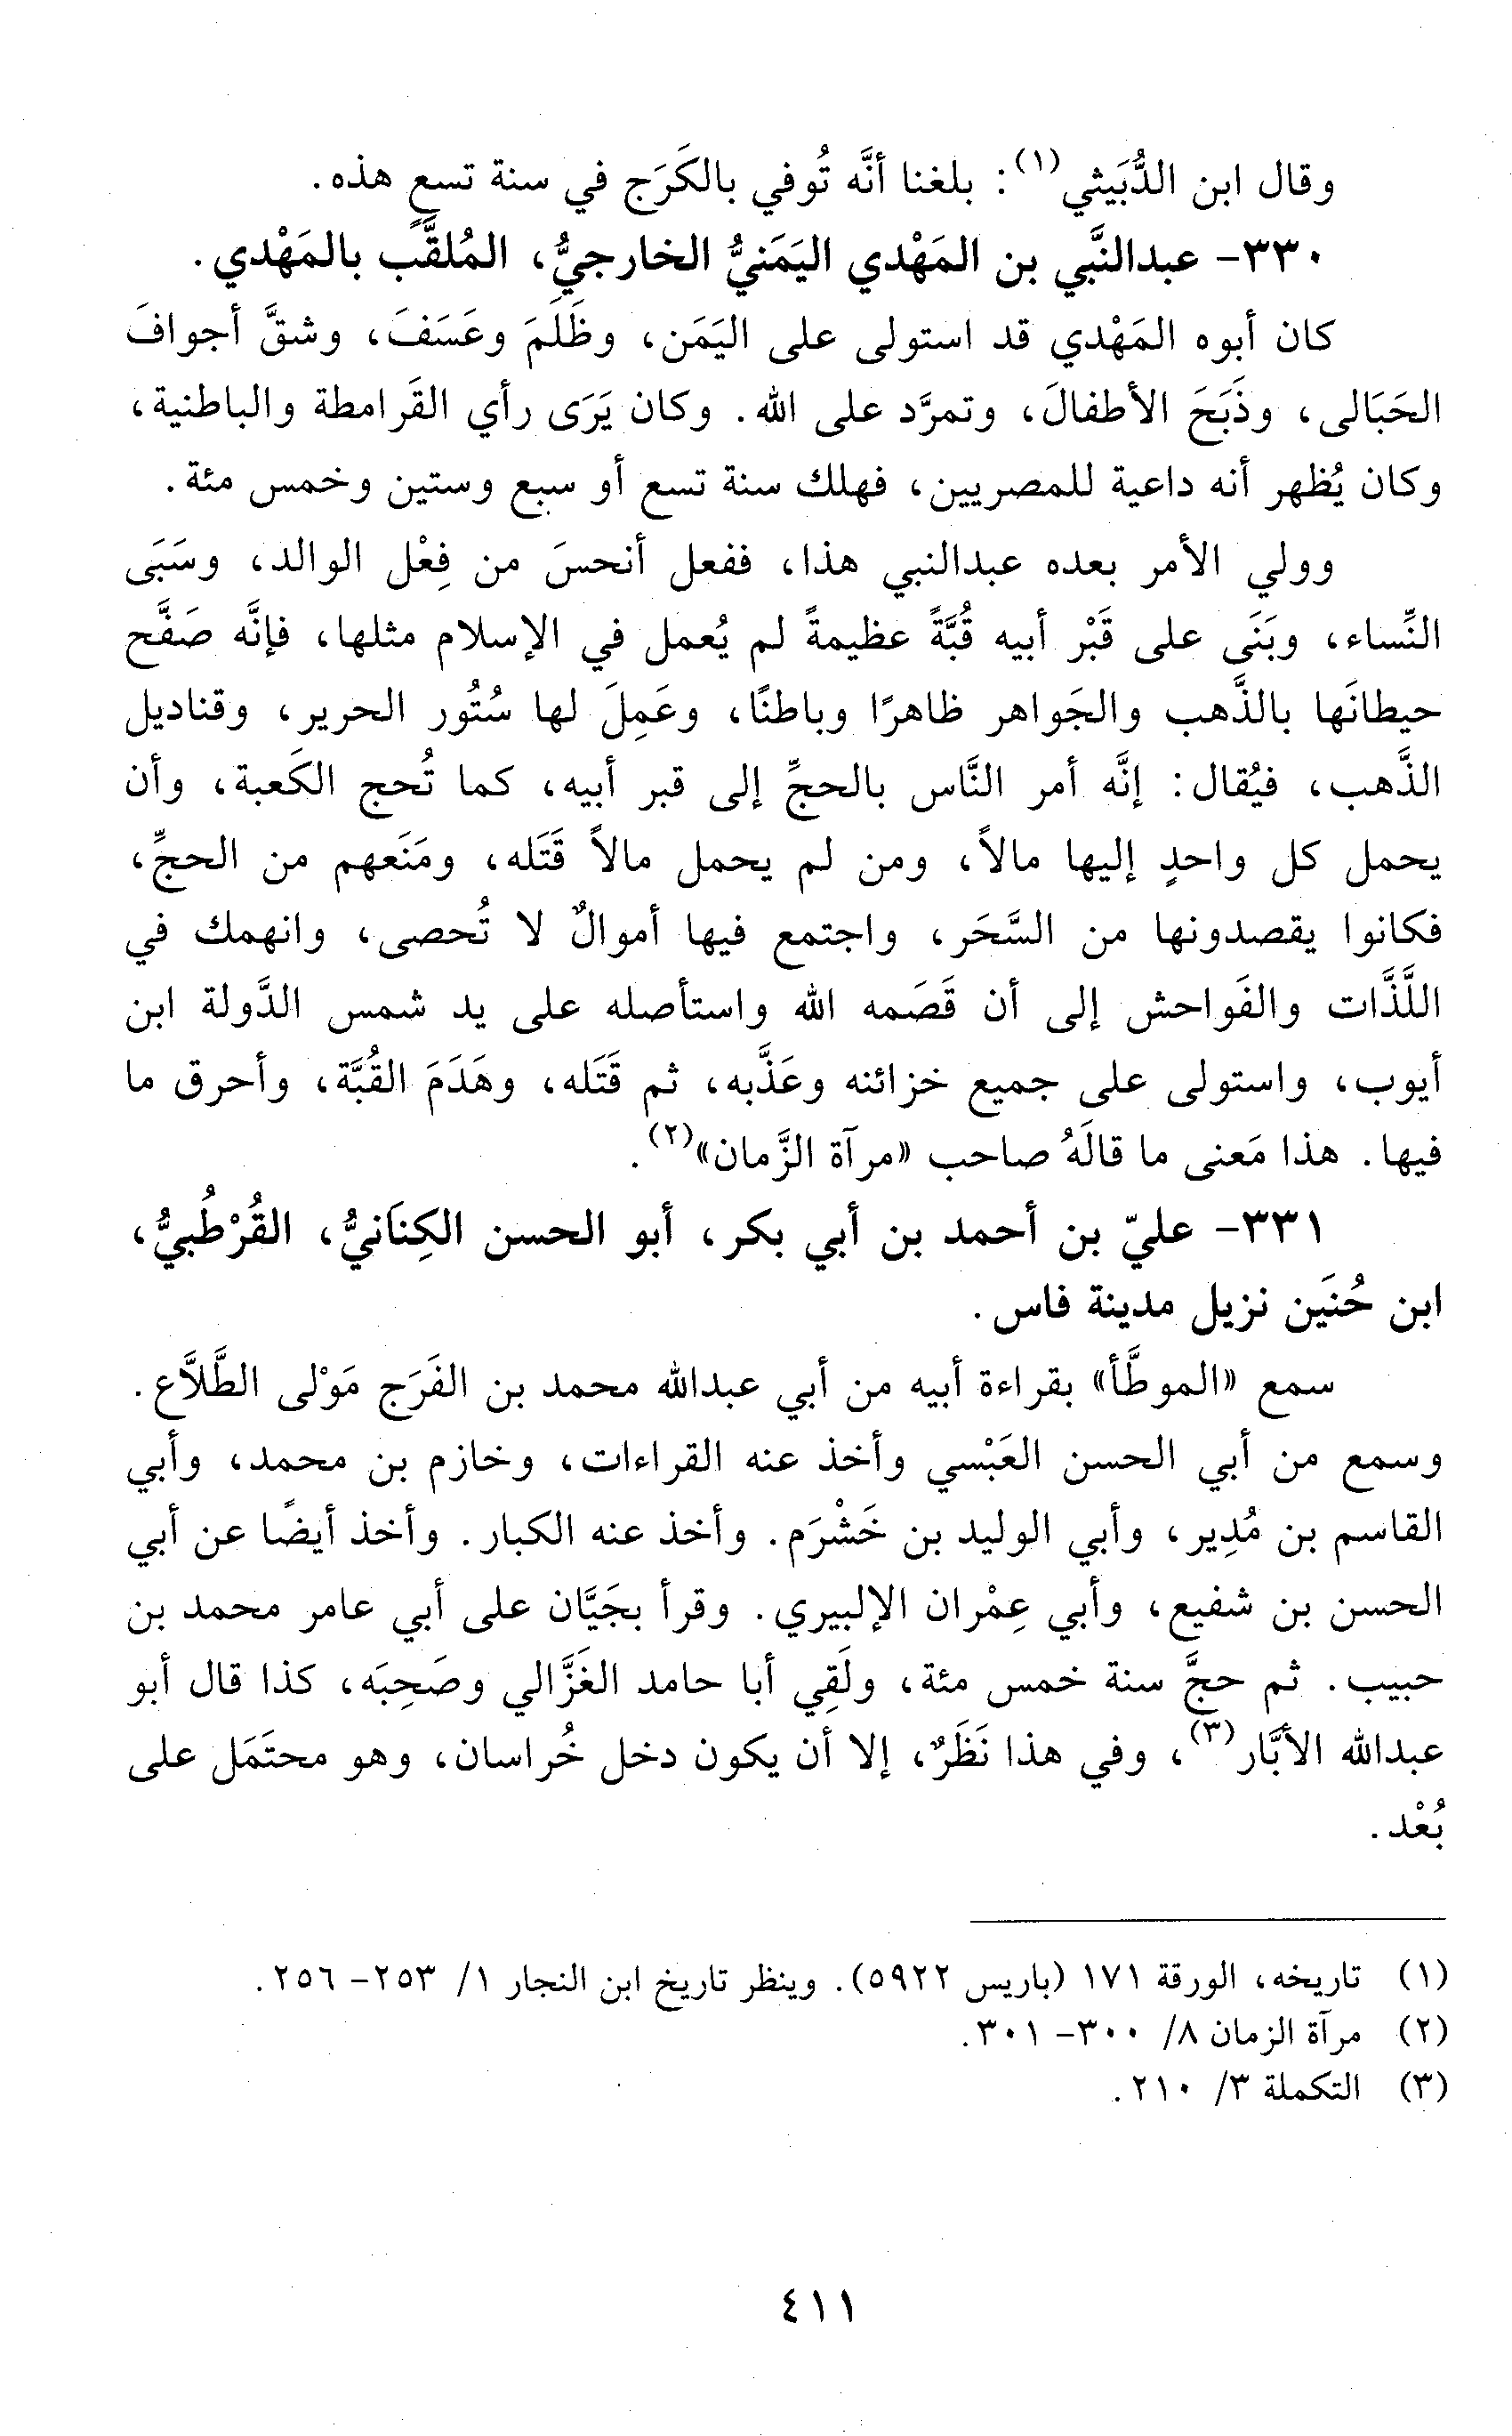 وقال ابن الدُّبَيثي(١): بلغنا أنَّه تُوفي بالكَرَج في سنة تسعٍ هذه.
٣٣٠- عبدالنَّبي بن المَهْدي اليَمَنيُّ الخارجيُّ، المُلقَّب بالمَهْدي.
كان أبوه المَهْدي قد استولى على اليَمَن، وظَلَمَ وعَسَفَ، وشقَّ أجوافَ
الحَبَالى، وذَبَحَ الأطفالَ، وتمرَّد على الله. وكان يَرَى رأي القَرامطة والباطنية،
وكان يُظهر أنه داعية للمصريين، فهلك سنة تسع أو سبع وستين وخمس مئة.
وولي الأمر بعده عبدالنبي هذا، ففعل أنحسَ من فِعْل الوالد، وسَبَى
النِّساء، وبَنَى على قَبْر أبيه قُبَّةً عظيمةً لم يُعمل في الإسلام مثلها، فإنَّه صَفَّح
حيطانَها بالذَّهب والجَواهر ظاهرًا وباطنًا، وعَمِلَ لها سُتُور الحرير، وقناديل
الذَّهب، فيُقال: إنَّه أمر النَّاس بالحجِّ إلى قبر أبيه، كما تُحج الكَعبة، وأن
يحمل كل واحدٍ إليها مالاً، ومن لم يحمل مالاً قَتَله، ومَنَعهم من الحجِّ،
فكانوا يقصدونها من السَّحَر، واجتمع فيها أموالٌ لا تُحصى، وانهمك في
اللَّذَّات والفَواحش إلى أن قَصَمه الله واستأصله على يد شمس الدَّولة ابن
أيوب، واستولى على جميع خزائنه وعَذَّبه، ثم قَتَله، وهَدَمَ القُبَّة، وأحرق ما
فيها. هذا مَعنى ما قالَهُ صاحب «مرآة الزَّمان»(٢).
٣٣١- عليّ بن أحمد بن أبي بكر، أبو الحسن الكِنَانيُّ، القُرْطُبيُّ،
ابن حُنَين نزيل مدينة فاس.
سمع «الموطَّأ» بقراءة أبيه من أبي عبدالله محمد بن الفَرَج مَوْلى الطَّلاَّع.
وسمع من أبي الحسن العَبْسي وأخذ عنه القراءات، وخازم بن محمد، وأبي
القاسم بن مُدِير، وأبي الوليد بن خَشْرَم. وأخذ عنه الكبار. وأخذ أيضًا عن أبي
الحسن بن شفيع، وأبي عِمْران الإلبيري. وقرأ بجَيَّان على أبي عامر محمد بن
حبيب. ثم حجَّ سنة خمس مئة، ولَقِي أبا حامد الغَزَّالي وصَحِبَه، كذا قال أبو
عبدالله الأبَّار(٣)، وفي هذا نَظَرٌ، إلا أن يكون دخل خُراسان، وهو محتَمَل على
بُعْد.
(١) تاريخه، الورقة ١٧١ (باريس ٥٩٢٢). وينظر تاريخ ابن النجار ١/ ٢٥٣- ٢٥٦.
(٢) مرآة الزمان ٨/ ٣٠٠- ٣٠١.
(٣) التكملة ٣/ ٢١٠.
٤١١